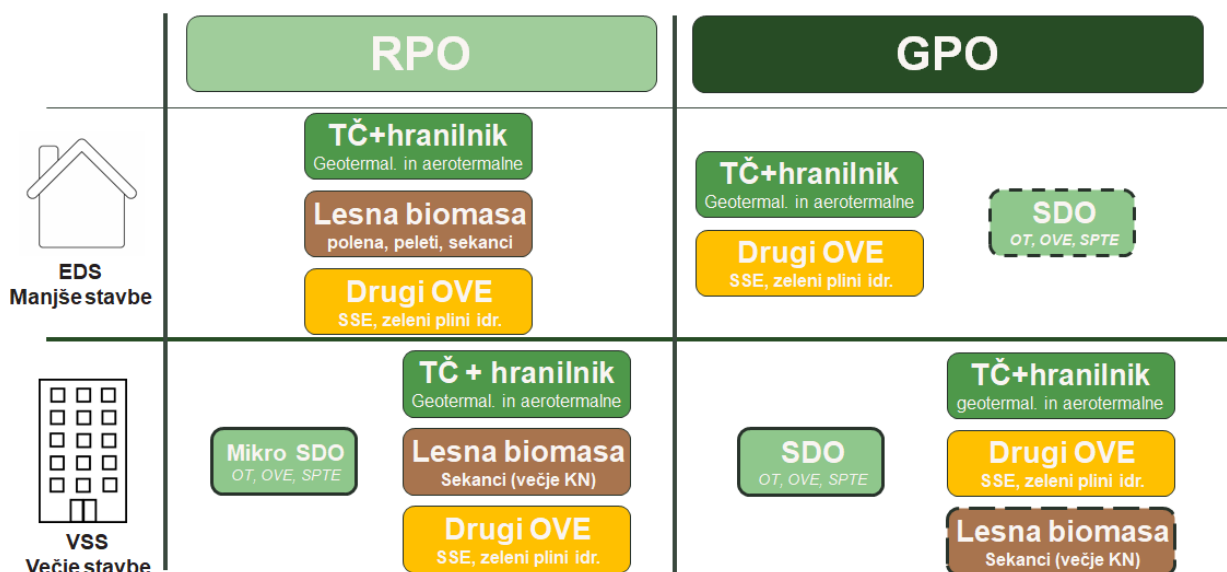 RPO
GPO
EDS
Manjše stavbe
TČ+hranilnik
Geotermal. in aerotermalne
Lesna biomasa
polena, peleti, sekanci
Drugi OVE
SSE, zeleni plini idr.
TČ+hranilnik
Geotermal. in aerotermalne
Drugi OVE
SSE, zeleni plini idr.
SDO
OT, OVE, SPTE
VSS
Večje stavbe
Mikro SDO
OT, OVE, SPTE
TČ + hranilnik
Geotermal. in aerotermalne
Lesna biomasa
Sekanci (večje KN)
Drugi OVE
SSE, zeleni plini idr.
SDO
OT, OVE, SPTE
TČ+hranilnik
geotermal. in aerotermalne
Drugi OVE
SSE, zeleni plini idr.
Lesna biomasa
Sekanci (večje KN)